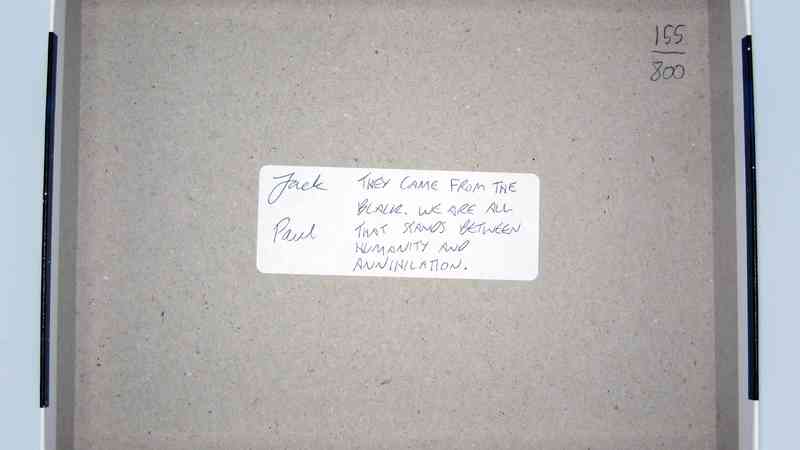 155
800
Jack
Paul
THEY CAME FROM THE
BLACK. WE ARE ALL
THAT STANDS BETWEEN
HUMANITY AND
ANNIHILATION.